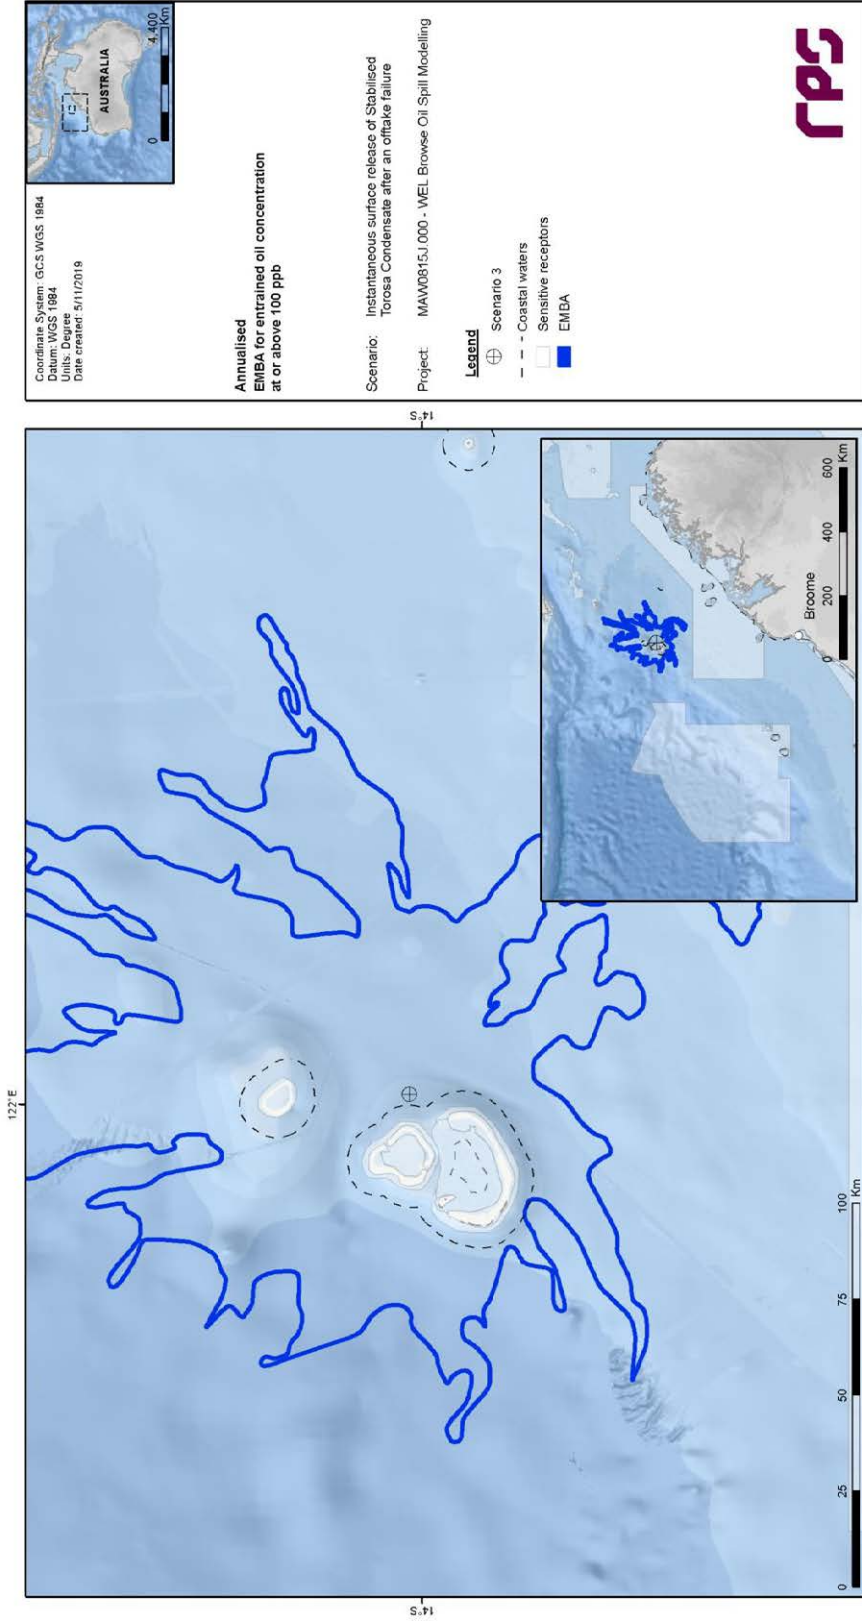 Coordinate System: GCS WGS 1984
Datum: WGS 1984
Units: Degree
Date created: 5/11/2019
AUSTRALIA
0
4,400
Km
Annualised
EMBA for entrained oil concentration
at or above 100 ppb
Scenario: Instantaneous surface release of Stabilised
Torosa Condensate after an offtake failure
Project: MAW0815J.000 - WEL Browse Oil Spill Modelling
Legend
Scenario 3
Coastal waters
Sensitive receptors
EMBA
rps
122°E
14°S
14°S
0
25
50
75
100
Km
Broome
0
200
400
600
Km